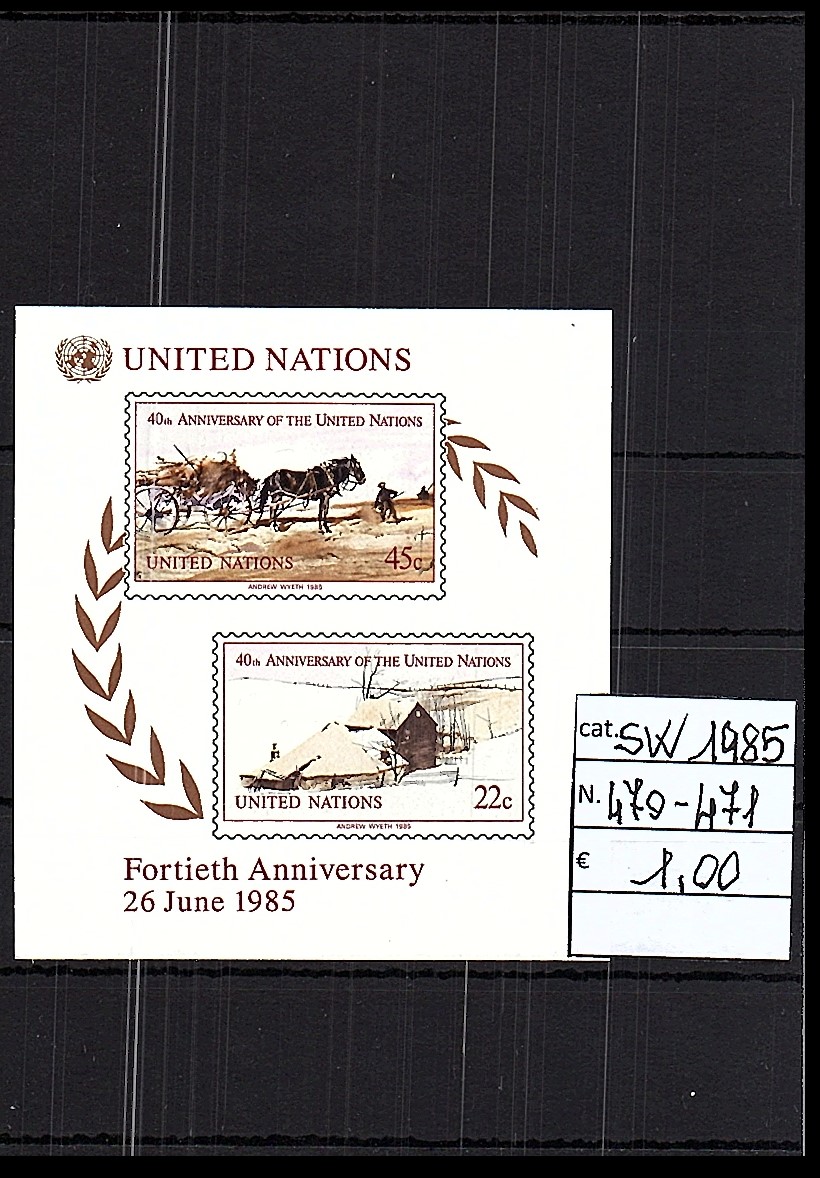 UNITED NATIONS
40th ANNIVERSARY OF THE UNITED NATIONS
UNITED NATIONS 45c
ANDREW WYETH 1985
40th ANNIVERSARY OF THE UNITED NATIONS
UNITED NATIONS 22c
ANDREW WYETH 1985
Fortieth Anniversary
26 June 1985
cat. SW 1985
N. 470-471
€ 1,00